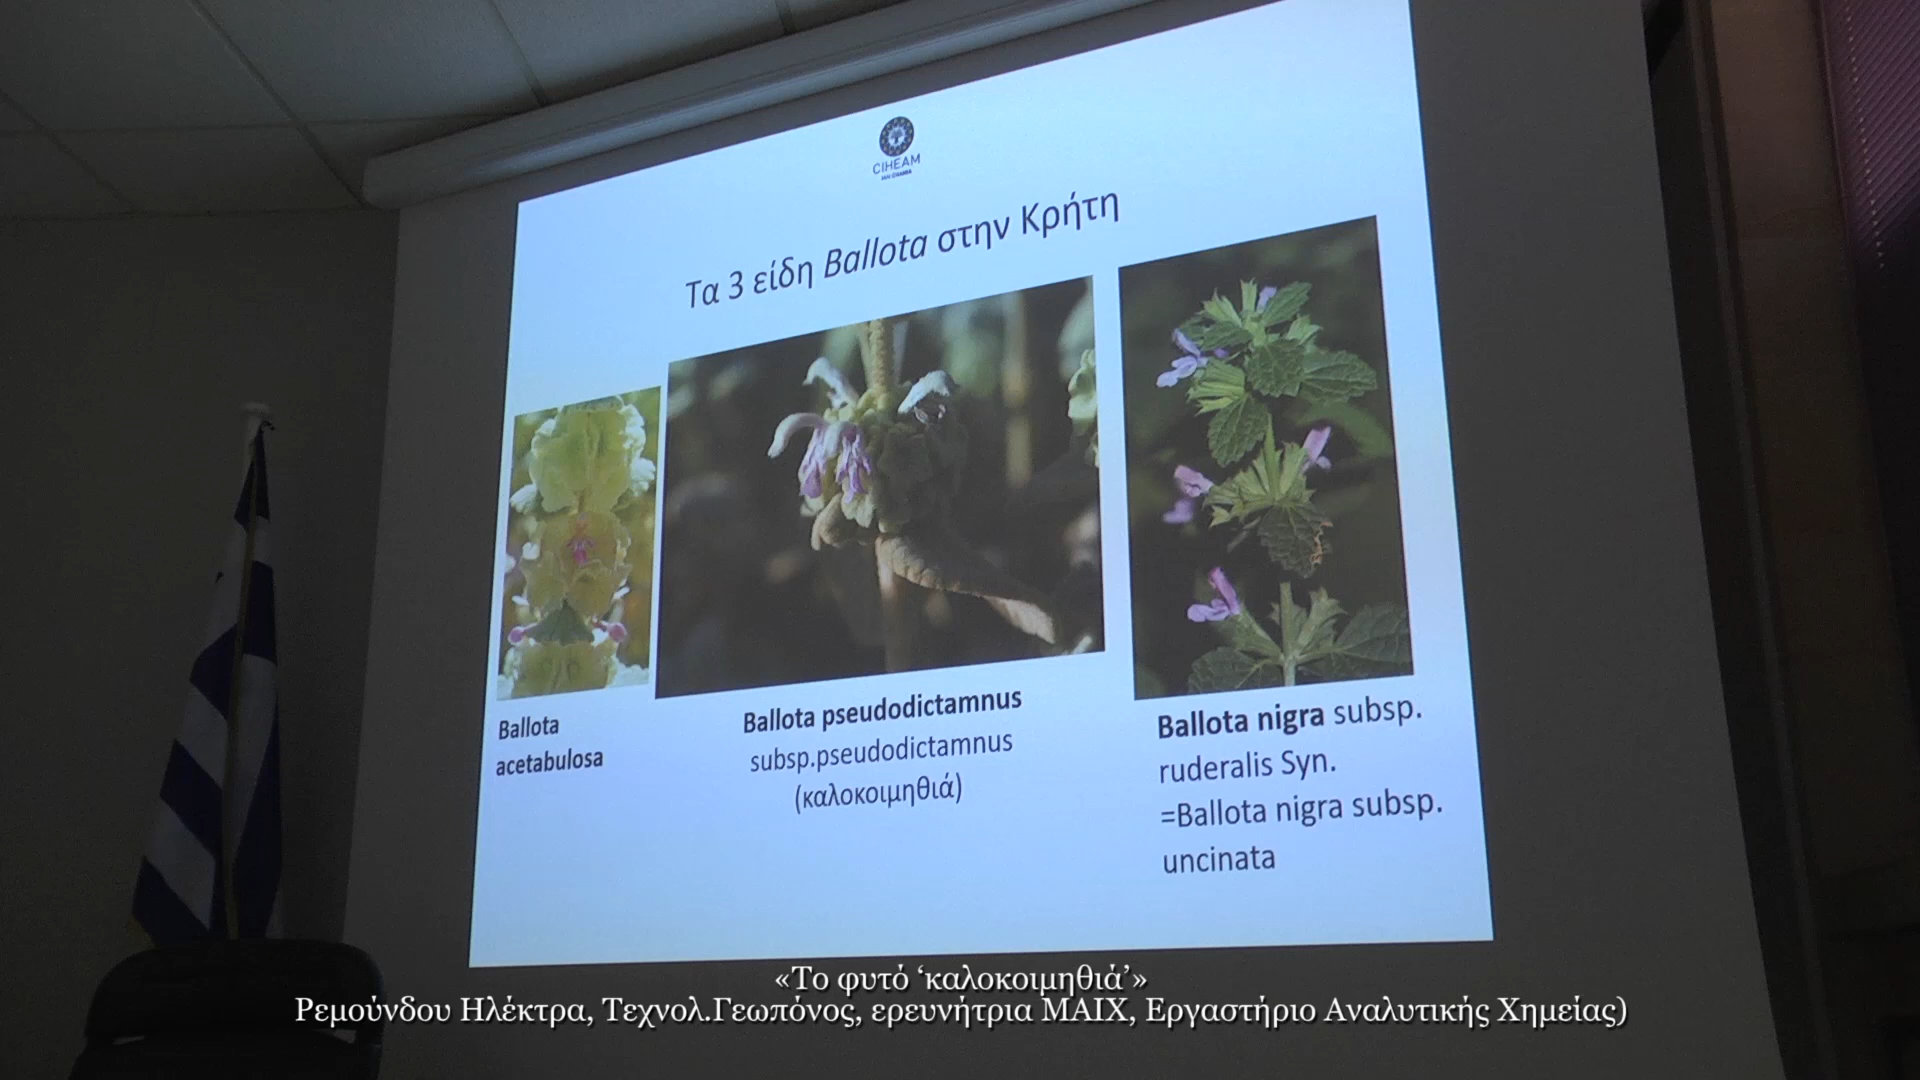 CIHEAM
Τα 3 είδη Ballota στην Κρήτη
Ballota
acetabulosa
Ballota pseudodictamnus
subsp.pseudodictamnus
(καλοκοιμηθιά)
Ballota nigra subsp.
ruderalis Syn.
=Ballota nigra subsp.
uncinata
«Το φυτό ‘καλοκοιμηθιά’»
Ρεμούνδου Ηλέκτρα, Τεχνολ.Γεωπόνος, ερευνήτρια ΜΑΙΧ, Εργαστήριο Αναλυτικής Χημείας)